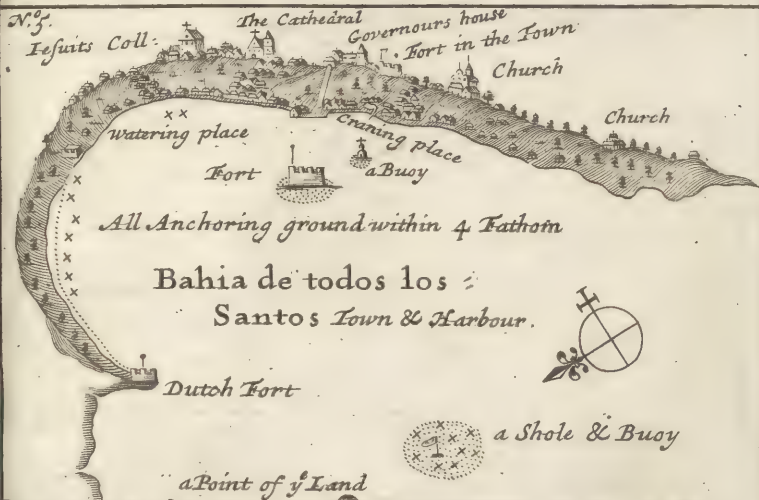 N.º 5.
Iesuits Coll:
The Cathedral
Governours house
Fort in the Town
Church
Church
Watering place
Craning place
Fort
a Buoy
All Anchoring ground within 4 Fathom
Bahia de todos los
Santos Town & Harbour.
Dutch Fort
a Shole & Buoy
a Point of yᵉ Land